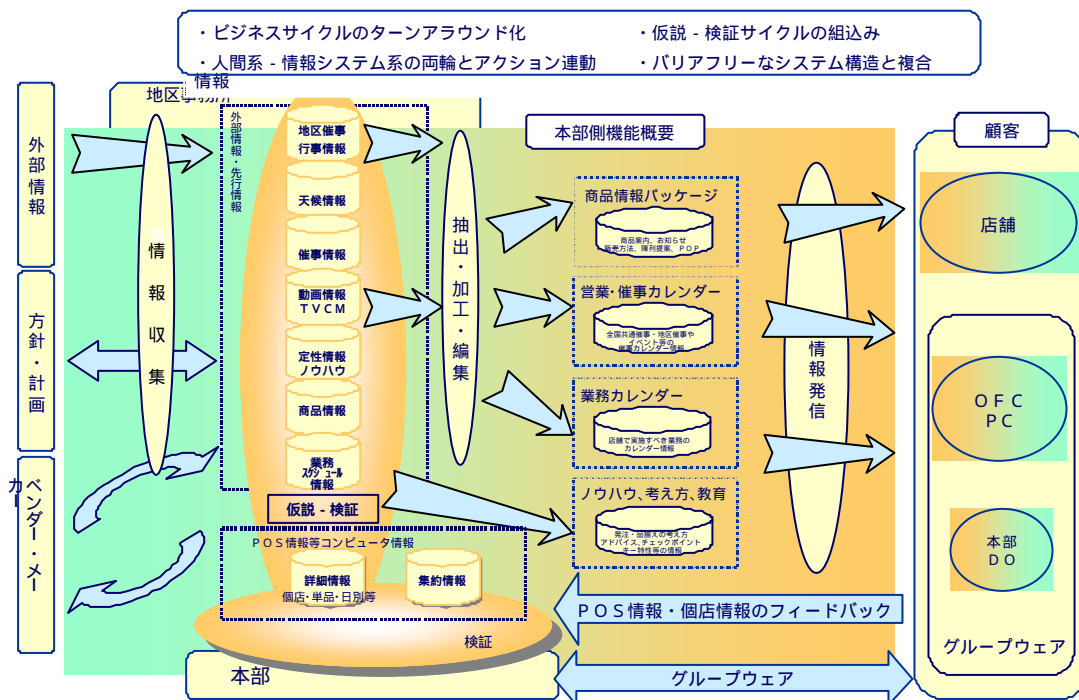 ・ビジネスサイクルのターンアラウンド化
・仮説 - 検証サイクルの組込み
・人間系 - 情報システム系の両輪とアクション連動
・バリアフリーなシステム構造と複合
情報
地区事務所
外部情報
方針・計画
ベンダー・メー
カー
情報収集
外部情報・先行情報
地区催事
行事情報
天候情報
催事情報
動画情報
ＴＶＣＭ
定性情報
ノウハウ
商品情報
業務
スケジュール
情報
仮説 - 検証
ＰＯＳ情報等コンピュータ情報
詳細情報
個店・単品・日別等
集約情報
検証
本部
抽出・加工・編集
本部側機能概要
商品情報パッケージ
商品案内、お知らせ
販売方法、陳列提案、ＰＯＰ
営業・催事カレンダー
全国共通催事・地区催事や
イベント等の
催事カレンダー情報
業務カレンダー
店舗で実施すべき業務の
カレンダー情報
ノウハウ、考え方、教育
発注・品揃えの考え方
アドバイス、チェックポイント
キー特性等の情報
情報発信
ＰＯＳ情報・個店情報のフィードバック
グループウェア
顧客
店舗
ＯＦＣ
ＰＣ
本部
ＤＯ
グループウェア